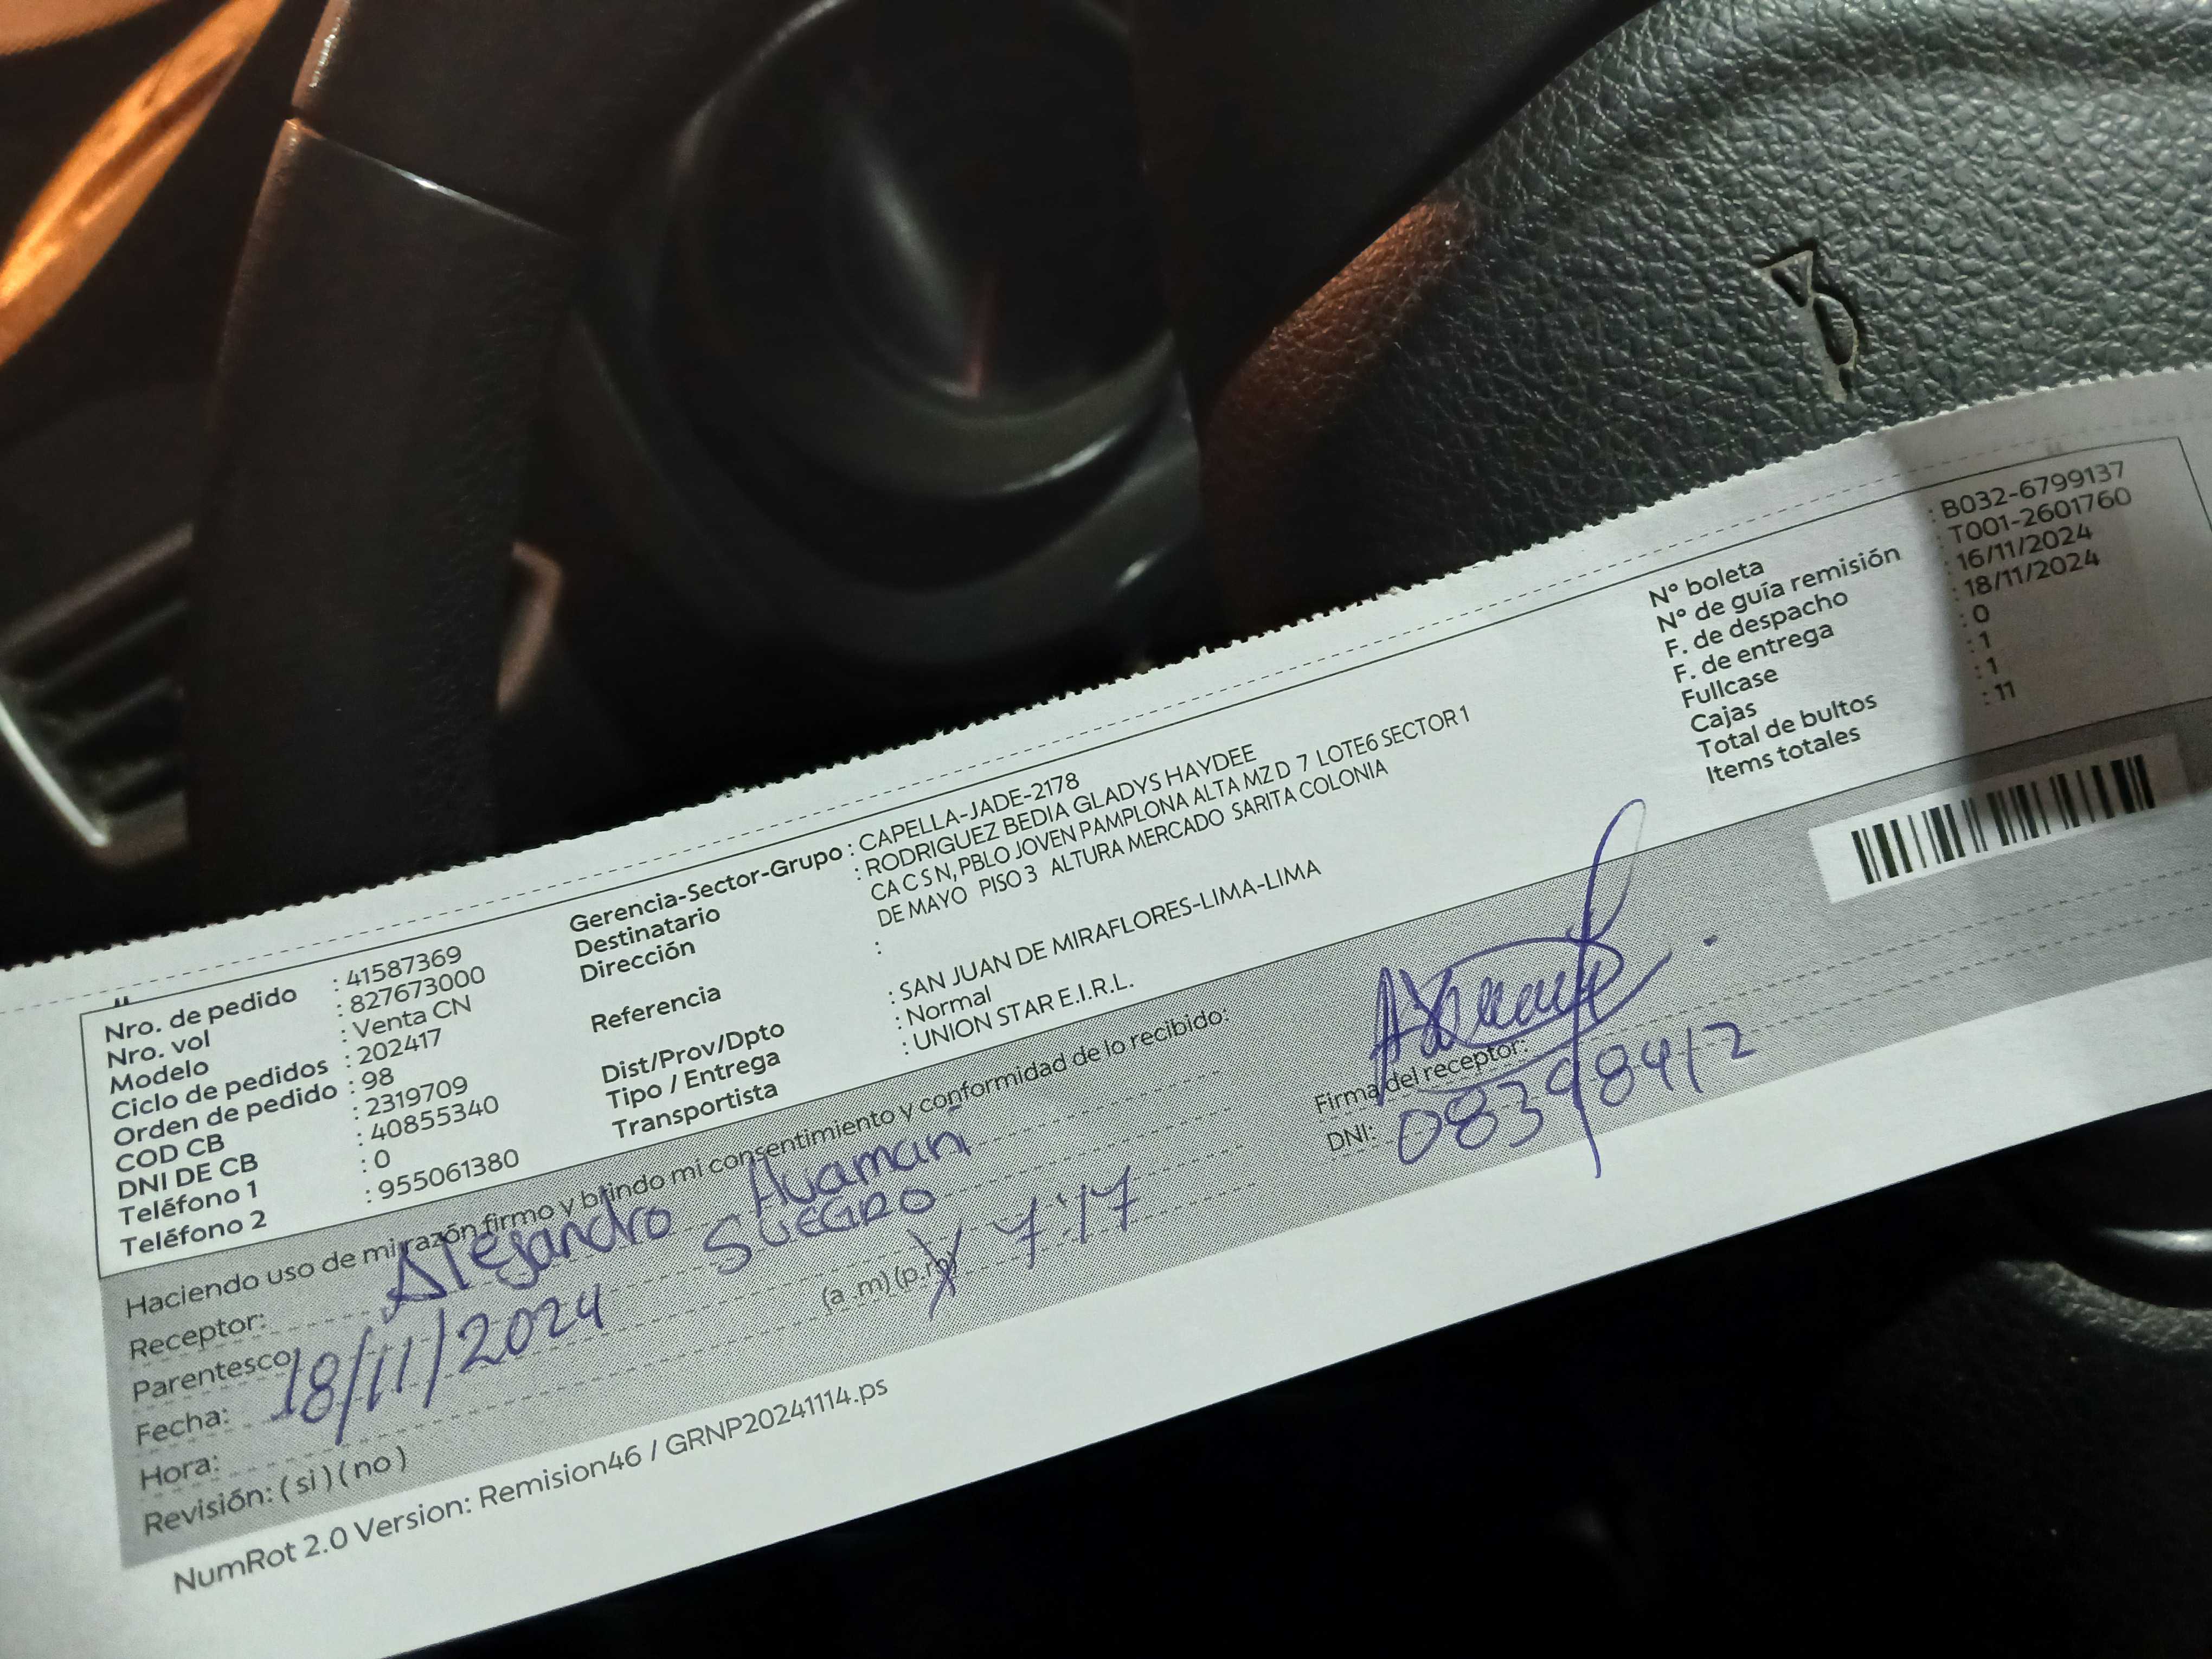 Nro. de pedido : 41587369
Nro. vol : 827673000
Modelo : Venta CN
Ciclo de pedidos : 202417
Orden de pedido : 98
COD CB : 2319709
DNI DE CB : 40855340
Teléfono 1 : 0
Teléfono 2 : 955061380
Gerencia-Sector-Grupo : CAPELLA-JADE-2178
Destinatario : RODRIGUEZ BEDIA GLADYS HAYDEE
Dirección CA C S N, PBLO JOVEN PAMPLONA ALTA MZ D 7 LOTE6 SECTOR 1
DE MAYO PISO 3 ALTURA MERCADO SARITA COLONIA
Referencia :
Dist/Prov/Dpto : SAN JUAN DE MIRAFLORES-LIMA-LIMA
Tipo / Entrega : Normal
Transportista : UNION STAR E.I.R.L.
N° boleta : B032-6799137
N° de guía remisión : T001-2601760
F. de despacho : 16/11/2024
F. de entrega : 18/11/2024
Fullcase : 0
Cajas : 1
Total de bultos : 1
Items totales : 11
Haciendo uso de mi razón firmo y brindo mi consentimiento y conformidad de lo recibido:
Receptor: Alejandro Huamani
Parentesco: SUEGRO
Fecha: 18/11/2024
Hora: (a .m) (p.m) 7:17
Revisión: ( si ) ( no )
Firma del receptor:
DNI: 08398412
NumRot 2.0 Version: Remision46 / GRNP20241114.ps